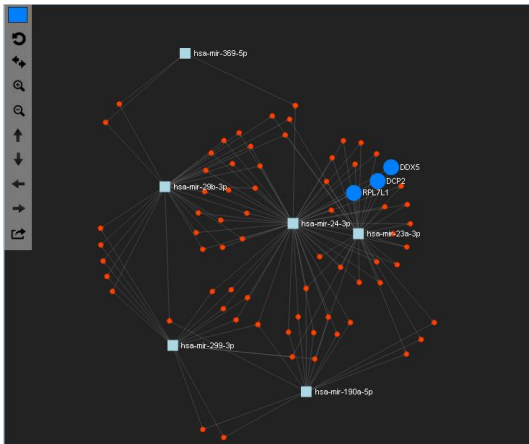 hsa-mir-369-5p
DDX5
DCP2
hsa-mir-29b-3p
RPL7L1
hsa-mir-24-3p
hsa-mir-23a-3p
hsa-mir-299-3p
hsa-mir-190a-5p